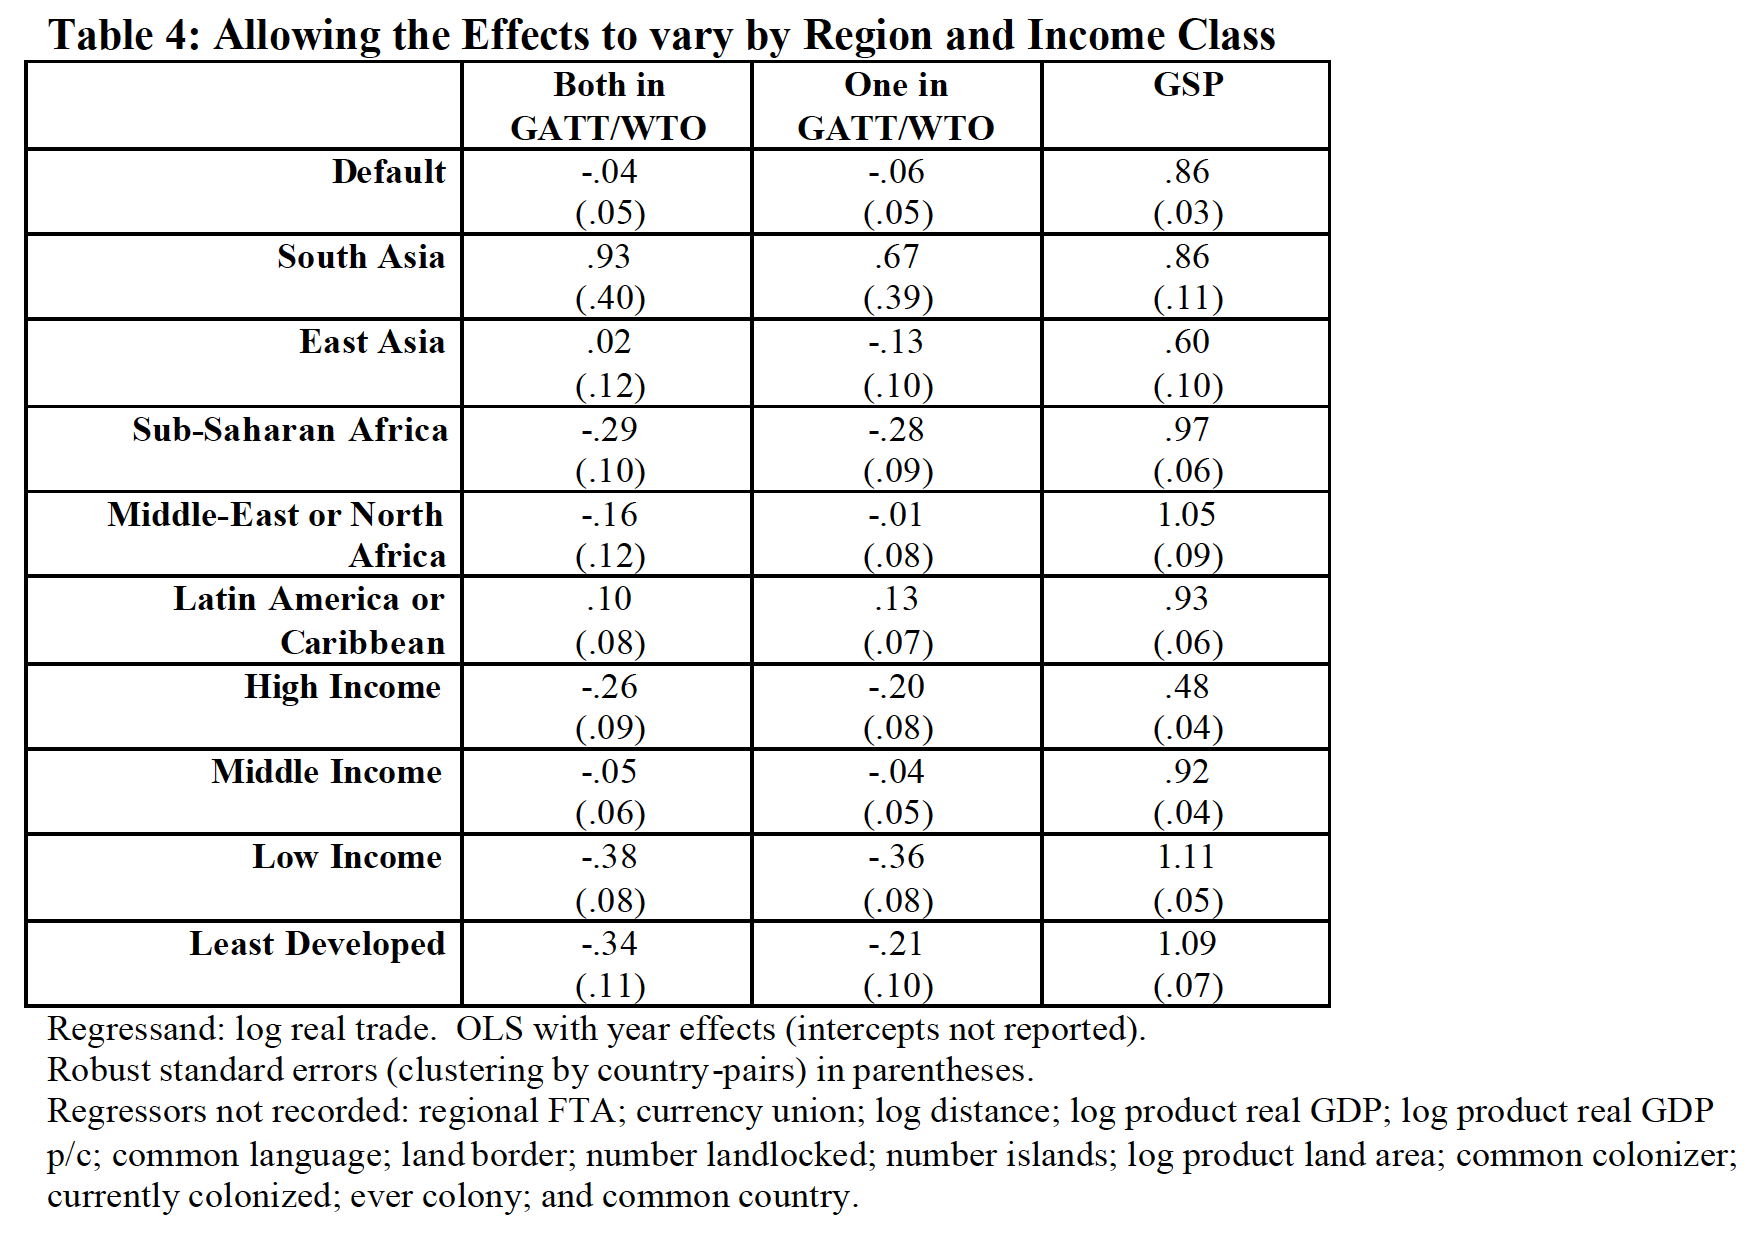 Table 4: Allowing the Effects to vary by Region and Income Class
Both in GATT/WTO One in GATT/WTO GSP
Default -.04 -.06 .86
(.05) (.05) (.03)
South Asia .93 .67 .86
(.40) (.39) (.11)
East Asia .02 -.13 .60
(.12) (.10) (.10)
Sub-Saharan Africa -.29 -.28 .97
(.10) (.09) (.06)
Middle-East or North -.16 -.01 1.05
Africa (.12) (.08) (.09)
Latin America or .10 .13 .93
Caribbean (.08) (.07) (.06)
High Income -.26 -.20 .48
(.09) (.08) (.04)
Middle Income -.05 -.04 .92
(.06) (.05) (.04)
Low Income -.38 -.36 1.11
(.08) (.08) (.05)
Least Developed -.34 -.21 1.09
(.11) (.10) (.07)
Regressand: log real trade.  OLS with year effects (intercepts not reported).
Robust standard errors (clustering by country-pairs) in parentheses.
Regressors not recorded: regional FTA; currency union; log distance; log product real GDP; log product real GDP
p/c; common language; land border; number landlocked; number islands; log product land area; common colonizer;
currently colonized; ever colony; and common country.